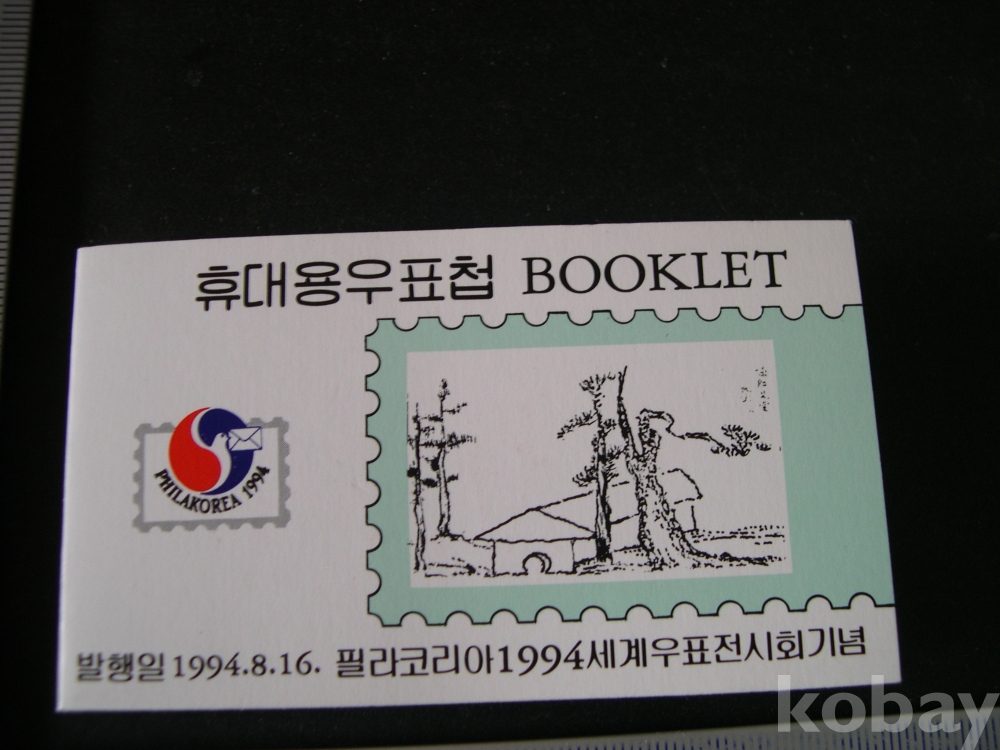 휴대용우표첩 BOOKLET
PHILAKOREA 1994
발행일 1994.8.16. 필라코리아1994세계우표전시회기념
kobay